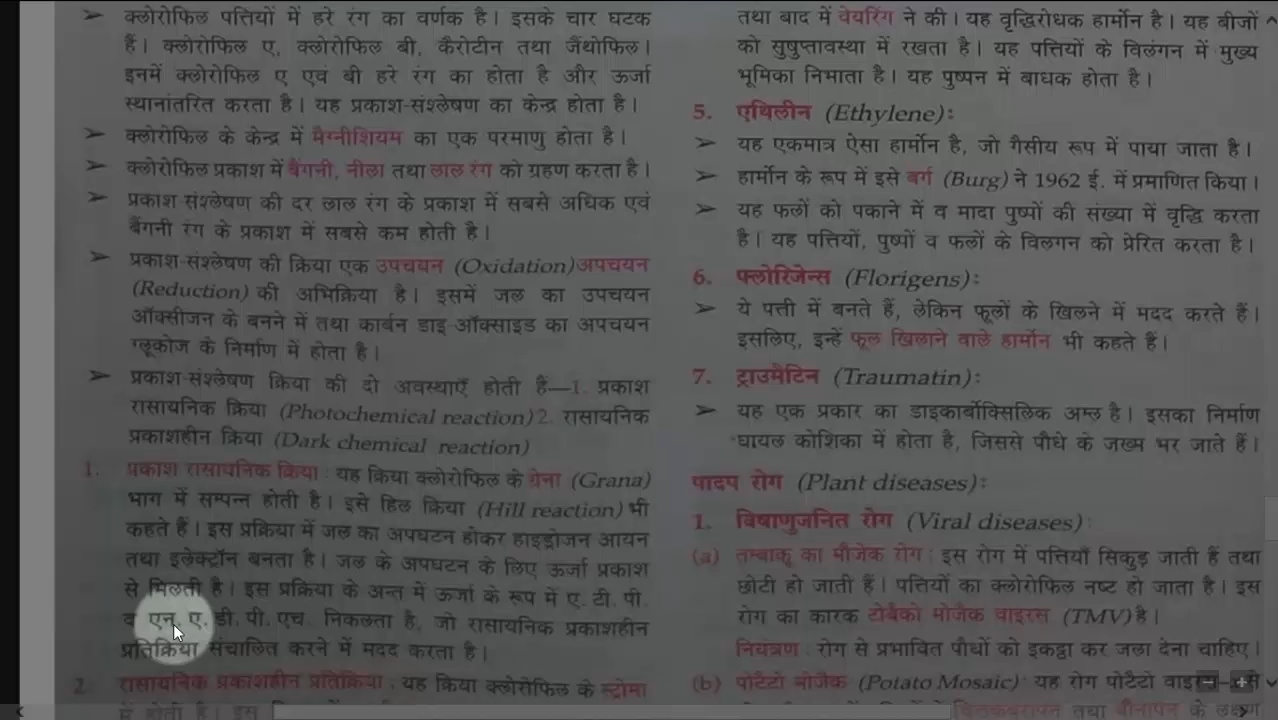 क्लोरोफिल पत्तियों में हरे रंग का वर्णक है। इसके चार घटक
हैं। क्लोरोफिल ए, क्लोरोफिल बी, कैरोटीन तथा जैंथोफिल।
इनमें क्लोरोफिल ए एवं बी हरे रंग का होता है और ऊर्जा
स्थानांतरित करता है। यह प्रकाश-संश्लेषण का केन्द्र होता है।
क्लोरोफिल के केन्द्र में मैग्नीशियम का एक परमाणु होता है।
क्लोरोफिल प्रकाश में बैंगनी, नीला तथा लाल रंग को ग्रहण करता है।
प्रकाश संश्लेषण की दर लाल रंग के प्रकाश में सबसे अधिक एवं
बैंगनी रंग के प्रकाश में सबसे कम होती है।
प्रकाश-संश्लेषण की क्रिया एक उपचयन (Oxidation)अपचयन
(Reduction) की अभिक्रिया है। इसमें जल का उपचयन
ऑक्सीजन के बनने में तथा कार्बन डाइ-ऑक्साइड का अपचयन
ग्लूकोज के निर्माण में होता है।
प्रकाश-संश्लेषण क्रिया की दो अवस्थाएँ होती हैं—1. प्रकाश
रासायनिक क्रिया (Photochemical reaction)2. रासायनिक
प्रकाशहीन क्रिया (Dark chemical reaction)
1. प्रकाश रासायनिक क्रिया : यह क्रिया क्लोरोफिल के ग्रेना (Grana)
भाग में सम्पन्न होती है। इसे हिल क्रिया (Hill reaction) भी
कहते हैं। इस प्रक्रिया में जल का अपघटन होकर हाइड्रोजन आयन
तथा इलेक्ट्रॉन बनता है। जल के अपघटन के लिए ऊर्जा प्रकाश
से मिलती है। इस प्रक्रिया के अन्त में ऊर्जा के रूप में ए. टी. पी.
व एन. ए. डी. पी. एच. निकलता है, जो रासायनिक प्रकाशहीन
प्रतिक्रिया संचालित करने में मदद करता है।
2. रासायनिक प्रकाशहीन प्रतिक्रिया : यह क्रिया क्लोरोफिल के स्ट्रोमा
में होती है। इस
तथा बाद में वेयरिंग ने की। यह वृद्धिरोधक हार्मोन है। यह बीजों
को सुषुप्तावस्था में रखता है। यह पत्तियों के विलगन में मुख्य
भूमिका निभाता है। यह पुष्पन में बाधक होता है।
5. एथिलीन (Ethylene):
यह एकमात्र ऐसा हार्मोन है, जो गैसीय रूप में पाया जाता है।
हार्मोन के रूप में इसे बर्ग (Burg) ने 1962 ई. में प्रमाणित किया।
यह फलों को पकाने में व मादा पुष्पों की संख्या में वृद्धि करता
है। यह पत्तियों, पुष्पों व फलों के विलगन को प्रेरित करता है।
6. फ्लोरिजेन्स (Florigens):
ये पत्ती में बनते हैं, लेकिन फूलों के खिलने में मदद करते हैं।
इसलिए, इन्हें फूल खिलाने वाले हार्मोन भी कहते हैं।
7. ट्राउमैटिन (Traumatin):
यह एक प्रकार का डाइकार्बोक्सिलिक अम्ल है। इसका निर्माण
घायल कोशिका में होता है, जिससे पौधे के जख्म भर जाते हैं।
पादप रोग (Plant diseases):
1. विषाणुजनित रोग (Viral diseases) :
(a) तम्बाकू का मौजेक रोग : इस रोग में पत्तियाँ सिकुड़ जाती हैं तथा
छोटी हो जाती हैं। पत्तियों का क्लोरोफिल नष्ट हो जाता है। इस
रोग का कारक टोबैको मोजैक वाइरस (TMV) है।
नियंत्रण : रोग से प्रभावित पौधों को इकट्ठा कर जला देना चाहिए।
(b) पोटैटो मोजैक (Potato Mosaic) : यह रोग पोटैटो वाइरस
तथा बौनापन के लक्षण